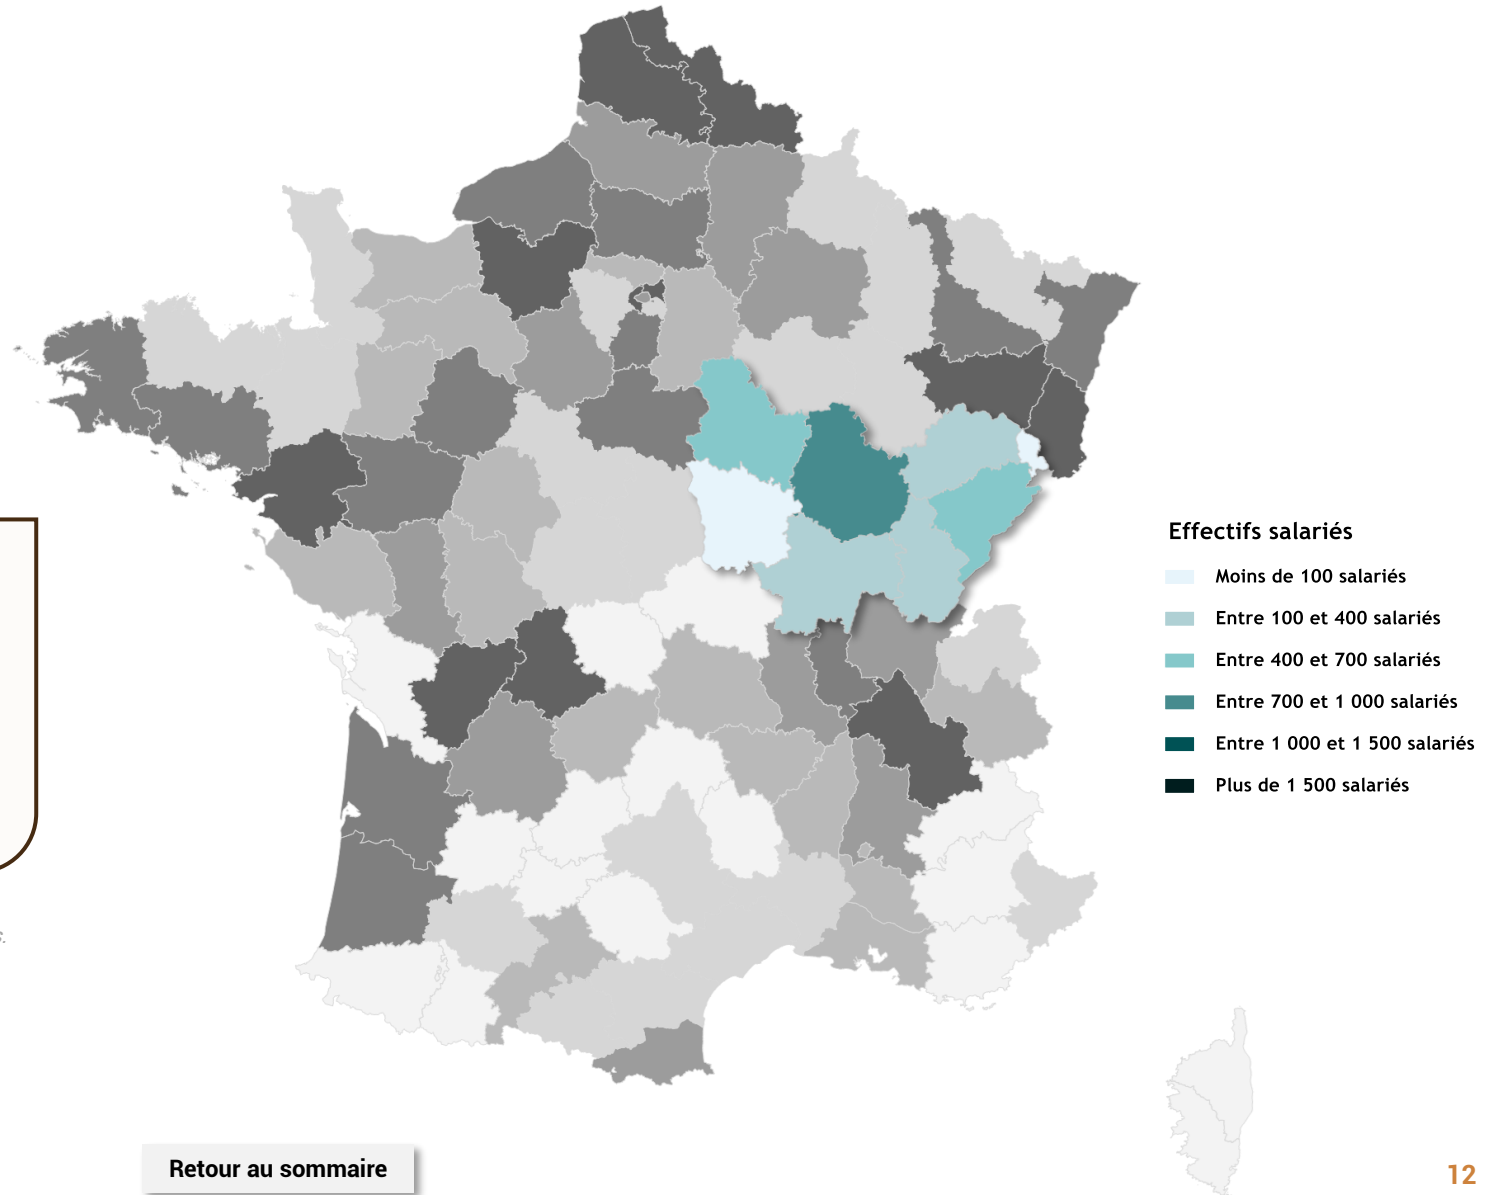 Effectifs salariés
Moins de 100 salariés
Entre 100 et 400 salariés
Entre 400 et 700 salariés
Entre 700 et 1 000 salariés
Entre 1 000 et 1 500 salariés
Plus de 1 500 salariés
s.
Retour au sommaire
12